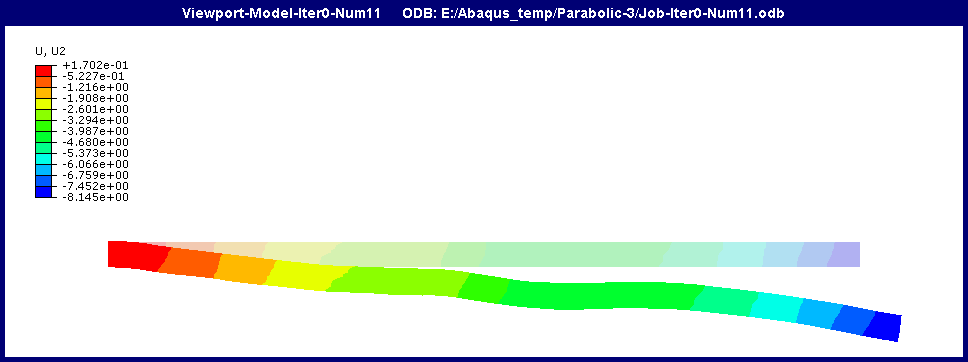 Viewport-Model-Iter0-Num11 ODB: E:/Abaqus_temp/Parabolic-3/Job-Iter0-Num11.odb
U, U2
+1.702e-01
-5.227e-01
-1.216e+00
-1.908e+00
-2.601e+00
-3.294e+00
-3.987e+00
-4.680e+00
-5.373e+00
-6.066e+00
-6.759e+00
-7.452e+00
-8.145e+00